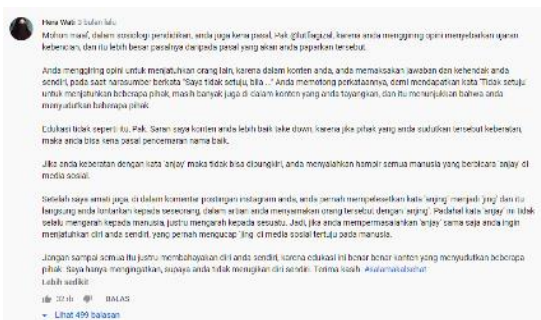 Hera Wati 3 bulan lalu
Mohon maaf, dalam sosiologi pendidikan, anda juga kena pasal, Pak @lutfiagizal, karena anda menggiring opini menyebarkan ujaran
kebencian, dan itu lebih besar pasalnya daripada pasal yang akan anda paparkan tersebut.
Anda menggiring opini untuk menjatuhkan orang lain, karena dalam konten anda, anda memaksakan jawaban dan kehendak anda
sendiri, pada saat narasumber berkata "Saya tidak setuju, bila ..." Anda memotong perkataannya, demi mendapatkan kata "Tidak setuju"
untuk menjatuhkan beberapa pihak, masih banyak juga di dalam konten yang anda tayangkan, dan itu menunjukkan bahwa anda
menyudutkan beberapa pihak.
Edukasi tidak seperti itu, Pak. Saran saya konten anda lebih baik take down, karena jika pihak yang anda sudutkan tersebut keberatan,
maka anda bisa kena pasal pencemaran nama baik.
Jika anda keberatan dengan kata 'anjay' maka tidak bisa dipungkiri, anda menyalahkan hampir semua manusia yang berbicara 'anjay' di
media sosial.
Setelah saya amati juga, di dalam komentar postingan instagram anda, anda pernah mempelesetkan kata 'anjing' menjadi 'jing' dan itu
langsung anda lontarkan kepada seseorang, dalam artian anda menyamakan orang tersebut dengan 'anjing'. Padahal kata 'anjay' ini tidak
selalu mengarah kepada manusia, justru mengarah kepada sesuatu. Jadi, jika anda mempermasalahkan 'anjay' sama saja anda ingin
menjatuhkan diri anda sendiri, yang pernah mengucap 'jing' di media sosial tertuju pada manusia.
Jangan sampai semua itu justru membahayakan diri anda sendiri, karena edukasi ini benar benar konten yang menyudutkan beberapa
pihak. Saya hanya mengingatkan, supaya anda tidak merugikan diri sendiri. Terima kasih. #salamakalsehat
Lebih sedikit
32 rb BALAS
Lihat 499 balasan